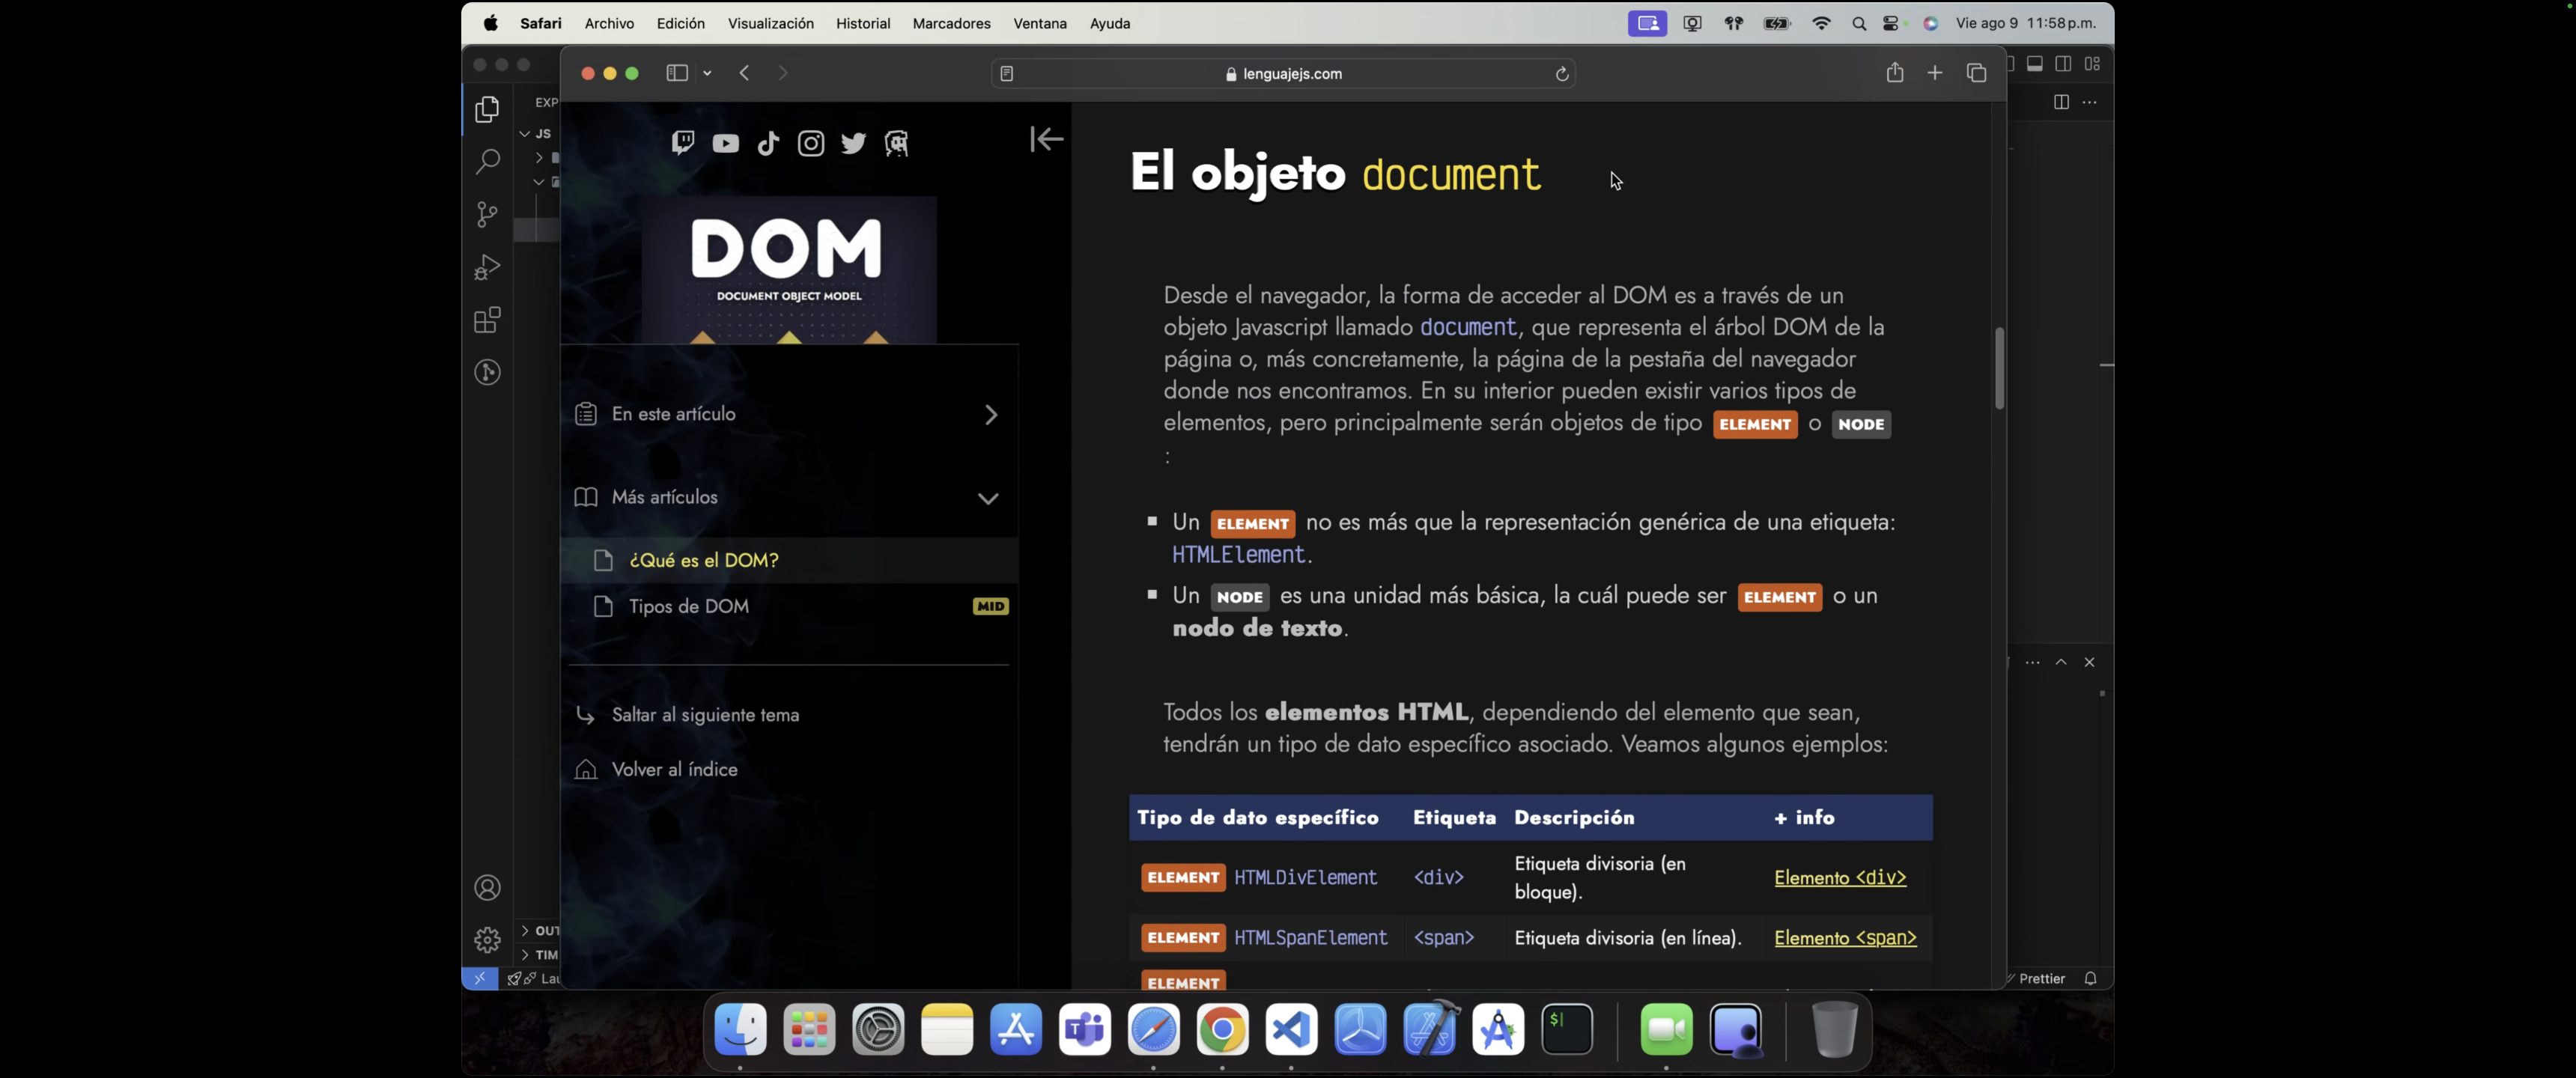 Safari Archivo Edición Visualización Historial Marcadores Ventana Ayuda
Vie ago 9 11:58 p.m.
lenguajejs.com
EXP
JS
OUT
TIM
Lau
Prettier
DOM
DOCUMENT OBJECT MODEL
En este artículo
Más artículos
¿Qué es el DOM?
Tipos de DOM MID
Saltar al siguiente tema
Volver al índice
El objeto document
Desde el navegador, la forma de acceder al DOM es a través de un
objeto Javascript llamado document, que representa el árbol DOM de la
página o, más concretamente, la página de la pestaña del navegador
donde nos encontramos. En su interior pueden existir varios tipos de
elementos, pero principalmente serán objetos de tipo ELEMENT o NODE
:
Un ELEMENT no es más que la representación genérica de una etiqueta:
HTMLElement.
Un NODE es una unidad más básica, la cuál puede ser ELEMENT o un
nodo de texto.
Todos los elementos HTML, dependiendo del elemento que sean,
tendrán un tipo de dato específico asociado. Veamos algunos ejemplos:
Tipo de dato específico Etiqueta Descripción + info
ELEMENT HTMLDivElement <div> Etiqueta divisoria (en
bloque). Elemento <div>
ELEMENT HTMLSpanElement <span> Etiqueta divisoria (en línea). Elemento <span>
ELEMENT
$